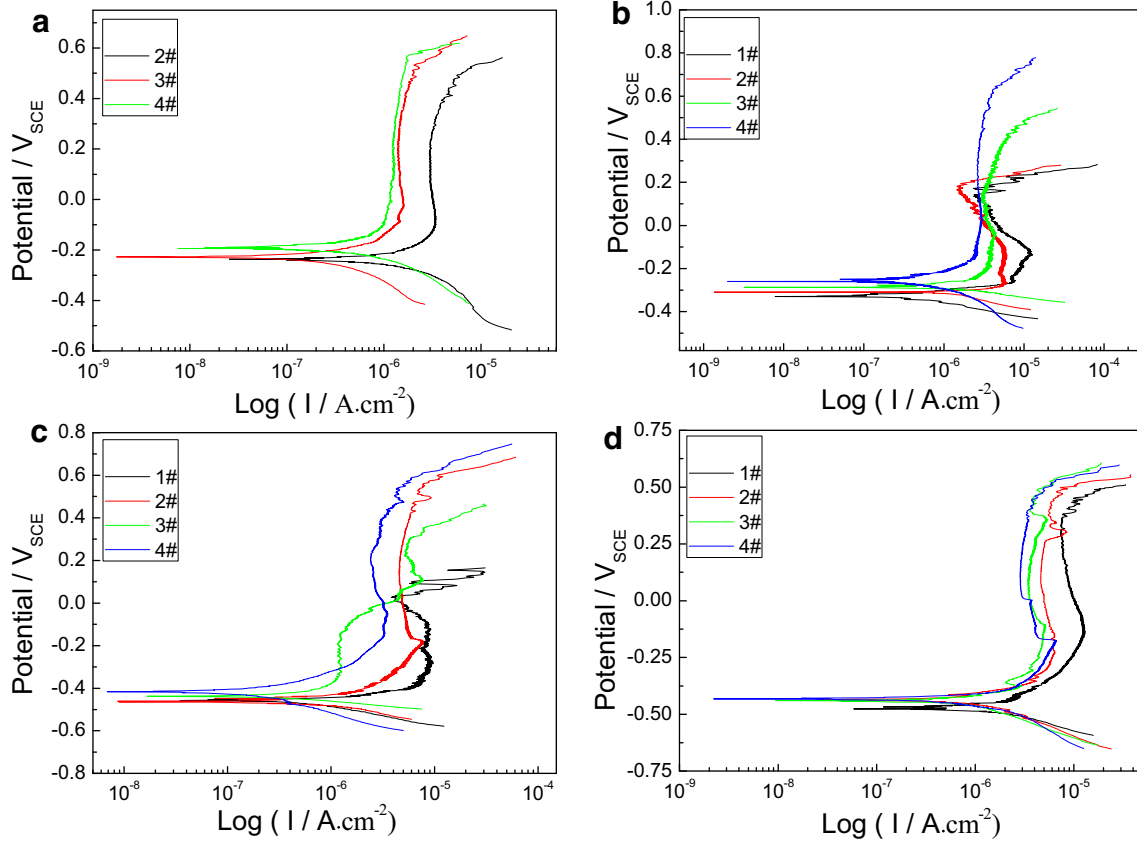 a
0.6
0.4
0.2
0.0
-0.2
-0.4
-0.6
2#
3#
4#
Potential / V_SCE
10^-9 10^-8 10^-7 10^-6 10^-5
Log ( I / A.cm^-2)
b
1.0
0.8
0.6
0.4
0.2
0.0
-0.2
-0.4
1#
2#
3#
4#
Potential / V_SCE
10^-9 10^-8 10^-7 10^-6 10^-5 10^-4
Log ( I / A.cm^-2)
c
0.8
0.6
0.4
0.2
0.0
-0.2
-0.4
-0.6
-0.8
1#
2#
3#
4#
Potential / V_SCE
10^-8 10^-7 10^-6 10^-5 10^-4
Log ( I / A.cm^-2)
d
0.75
0.50
0.25
0.00
-0.25
-0.50
-0.75
1#
2#
3#
4#
Potential / V_SCE
10^-9 10^-8 10^-7 10^-6 10^-5
Log ( I / A.cm^-2)